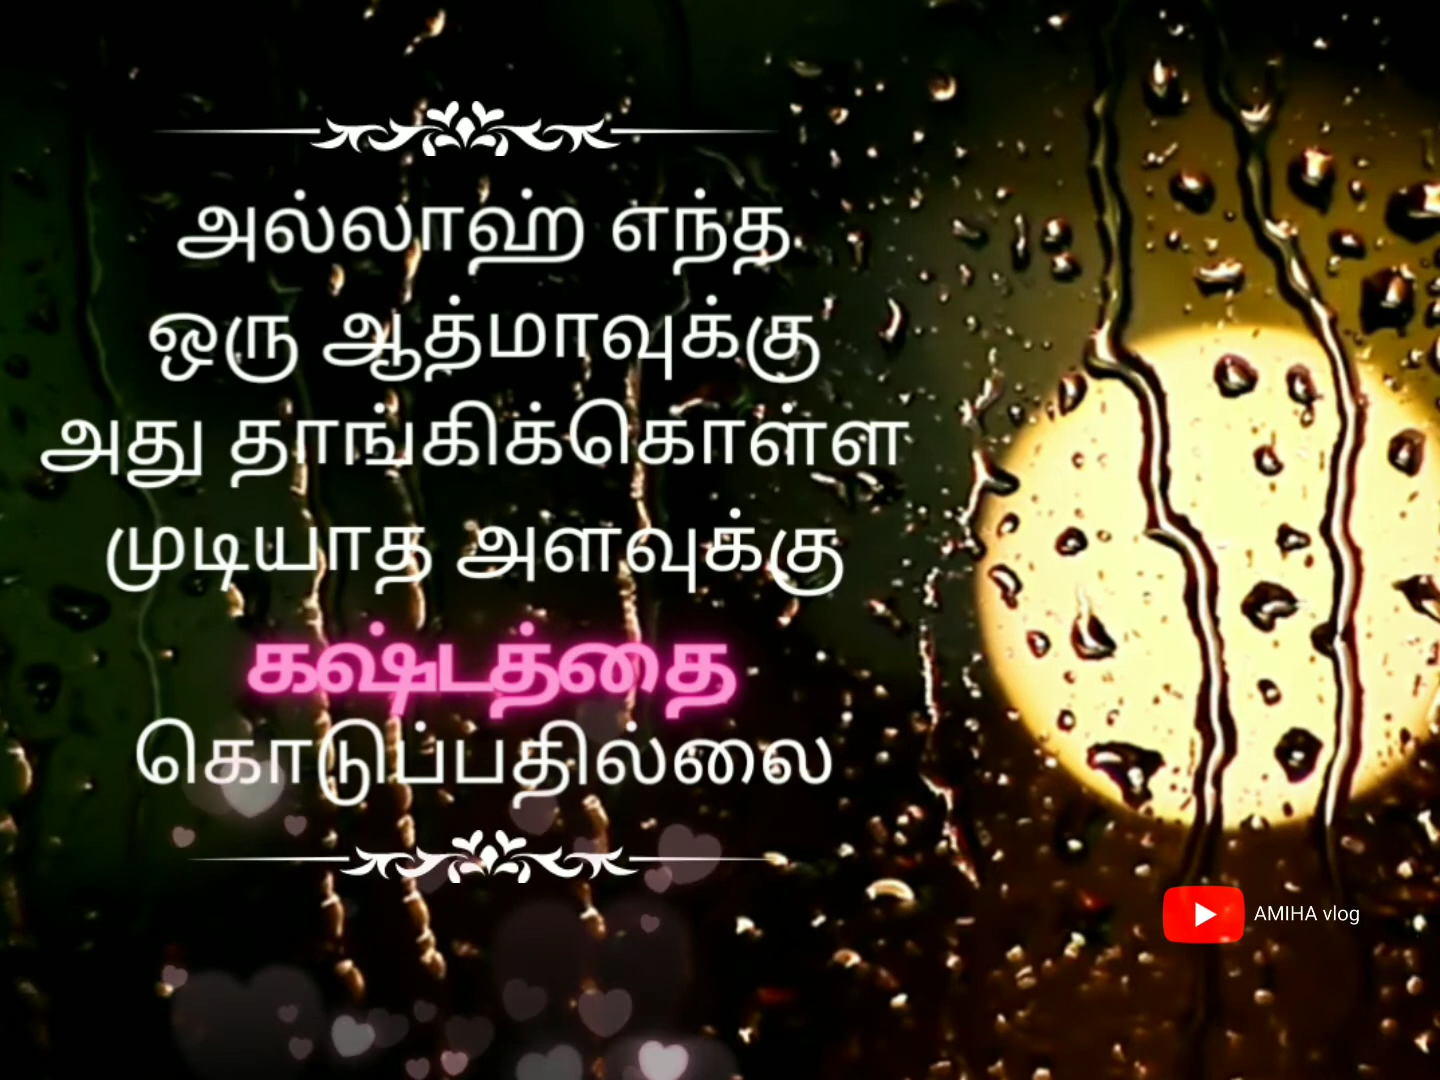 அல்லாஹ் எந்த
ஒரு ஆத்மாவுக்கு
அது தாங்கிக்கொள்ள
முடியாத அளவுக்கு
கஷ்டத்தை
கொடுப்பதில்லை
AMIHA vlog